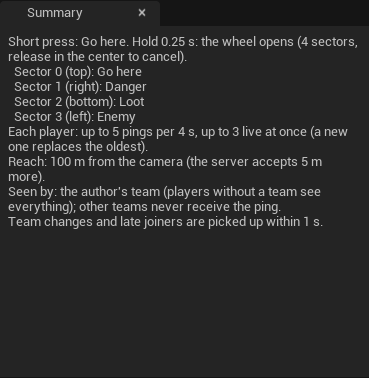 Summary ×
Short press: Go here. Hold 0.25 s: the wheel opens (4 sectors,
release in the center to cancel).
Sector 0 (top): Go here
Sector 1 (right): Danger
Sector 2 (bottom): Loot
Sector 3 (left): Enemy
Each player: up to 5 pings per 4 s, up to 3 live at once (a new
one replaces the oldest).
Reach: 100 m from the camera (the server accepts 5 m
more).
Seen by: the author's team (players without a team see
everything); other teams never receive the ping.
Team changes and late joiners are picked up within 1 s.